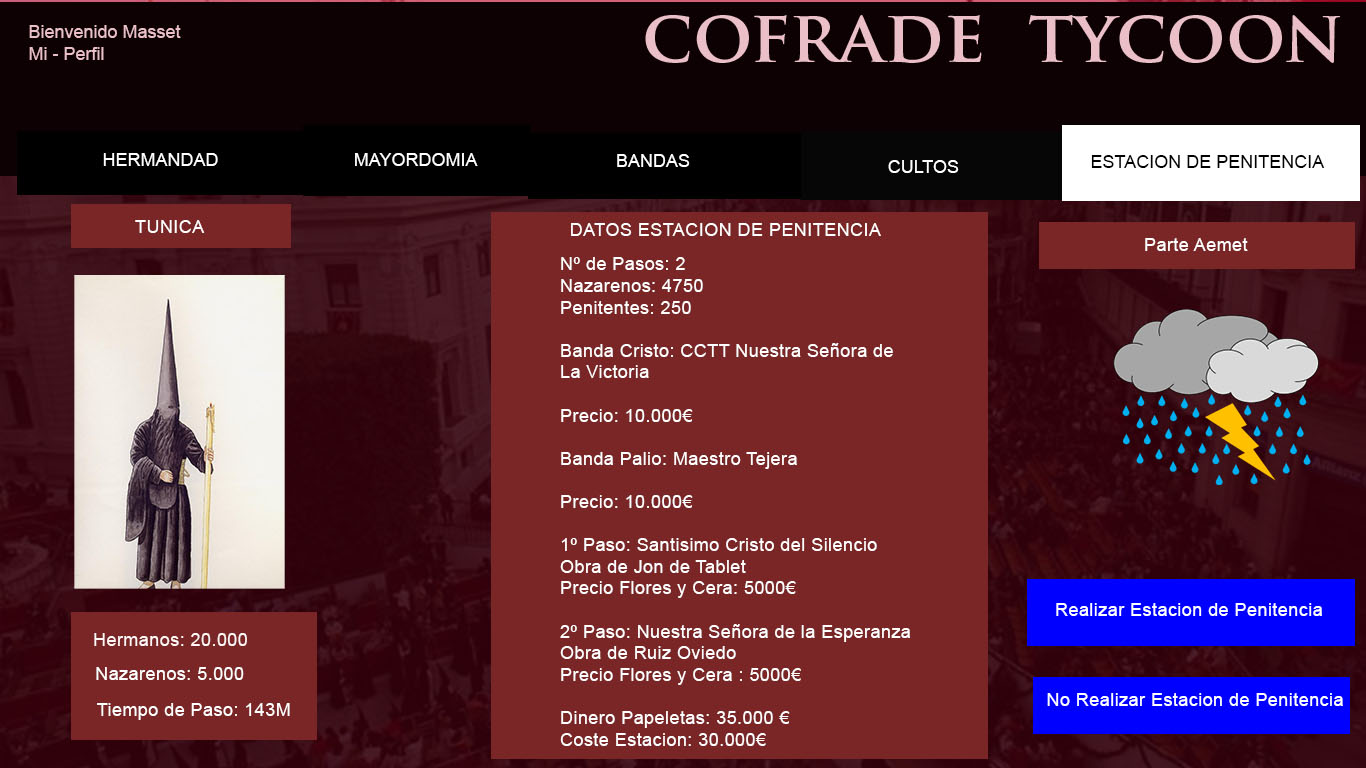 Bienvenido Masset
Mi - Perfil
COFRADE TYCOON
HERMANDAD
MAYORDOMIA
BANDAS
CULTOS
ESTACION DE PENITENCIA
TUNICA
Hermanos: 20.000
Nazarenos: 5.000
Tiempo de Paso: 143M
DATOS ESTACION DE PENITENCIA
Nº de Pasos: 2
Nazarenos: 4750
Penitentes: 250
Banda Cristo: CCTT Nuestra Señora de
La Victoria
Precio: 10.000€
Banda Palio: Maestro Tejera
Precio: 10.000€
1º Paso: Santisimo Cristo del Silencio
Obra de Jon de Tablet
Precio Flores y Cera: 5000€
2º Paso: Nuestra Señora de la Esperanza
Obra de Ruiz Oviedo
Precio Flores y Cera : 5000€
Dinero Papeletas: 35.000 €
Coste Estacion: 30.000€
Parte Aemet
Realizar Estacion de Penitencia
No Realizar Estacion de Penitencia